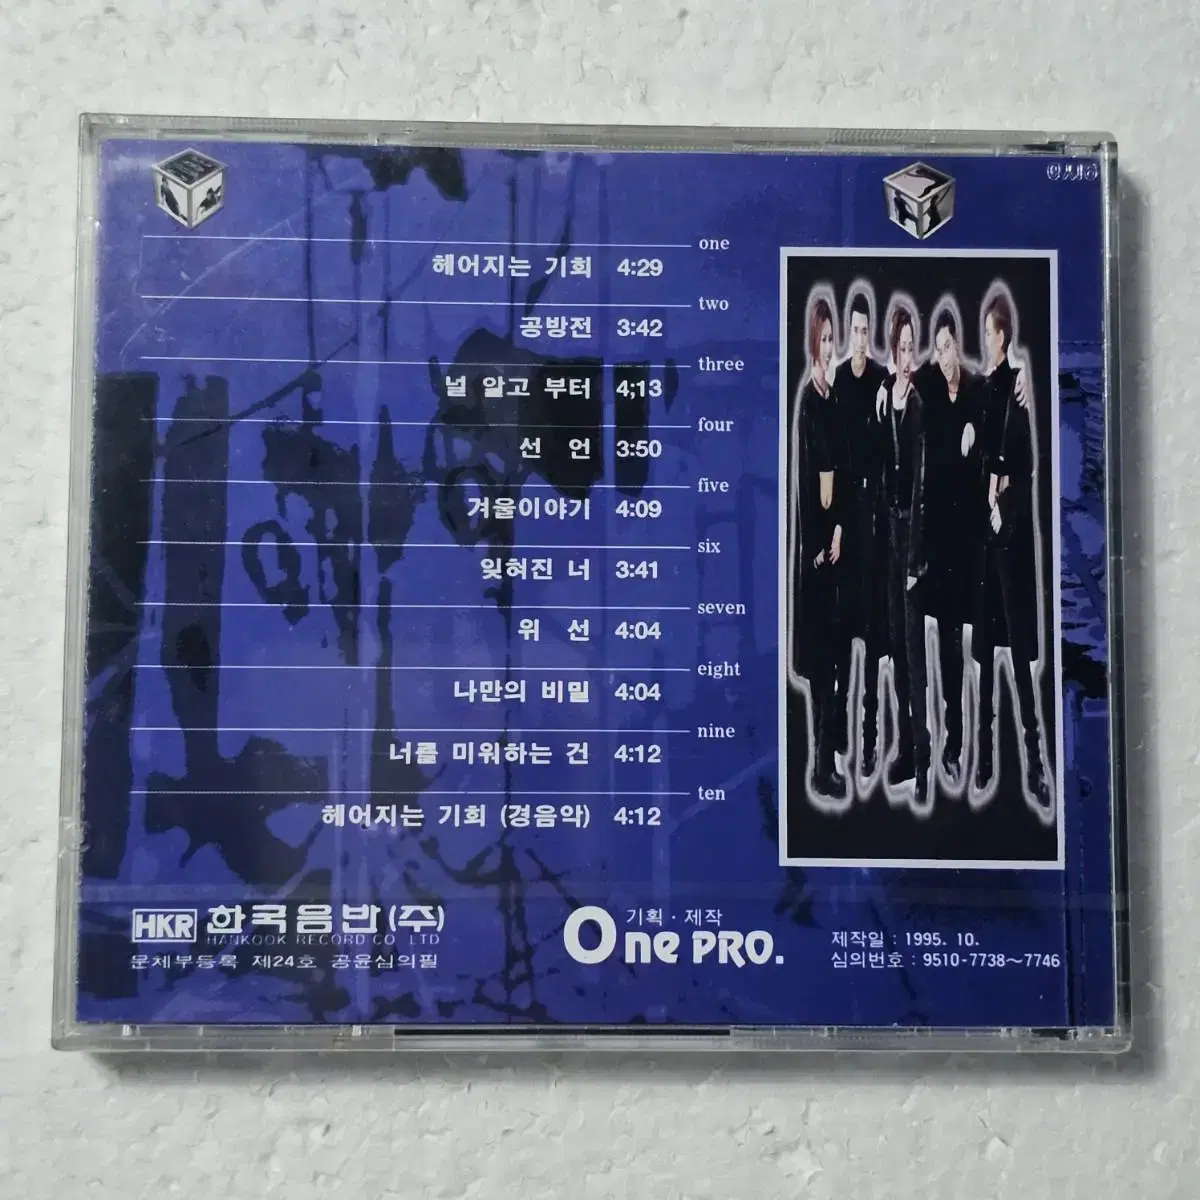 one
헤어지는 기회 4:29
two
공방전 3:42
three
널 알고 부터 4;13
four
선 언 3:50
five
겨울이야기 4:09
six
잊혀진 너 3:41
seven
위 선 4:04
eight
나만의 비밀 4:04
nine
너를 미워하는 건 4:12
ten
헤어지는 기회 (경음악) 4:12
HKR 한국음반(주)
HANKOOK RECORD CO LTD
문체부등록 제24호 공윤심의필
기획·제작
One PRO.
제작일 : 1995. 10.
심의번호 : 9510-7738~7746